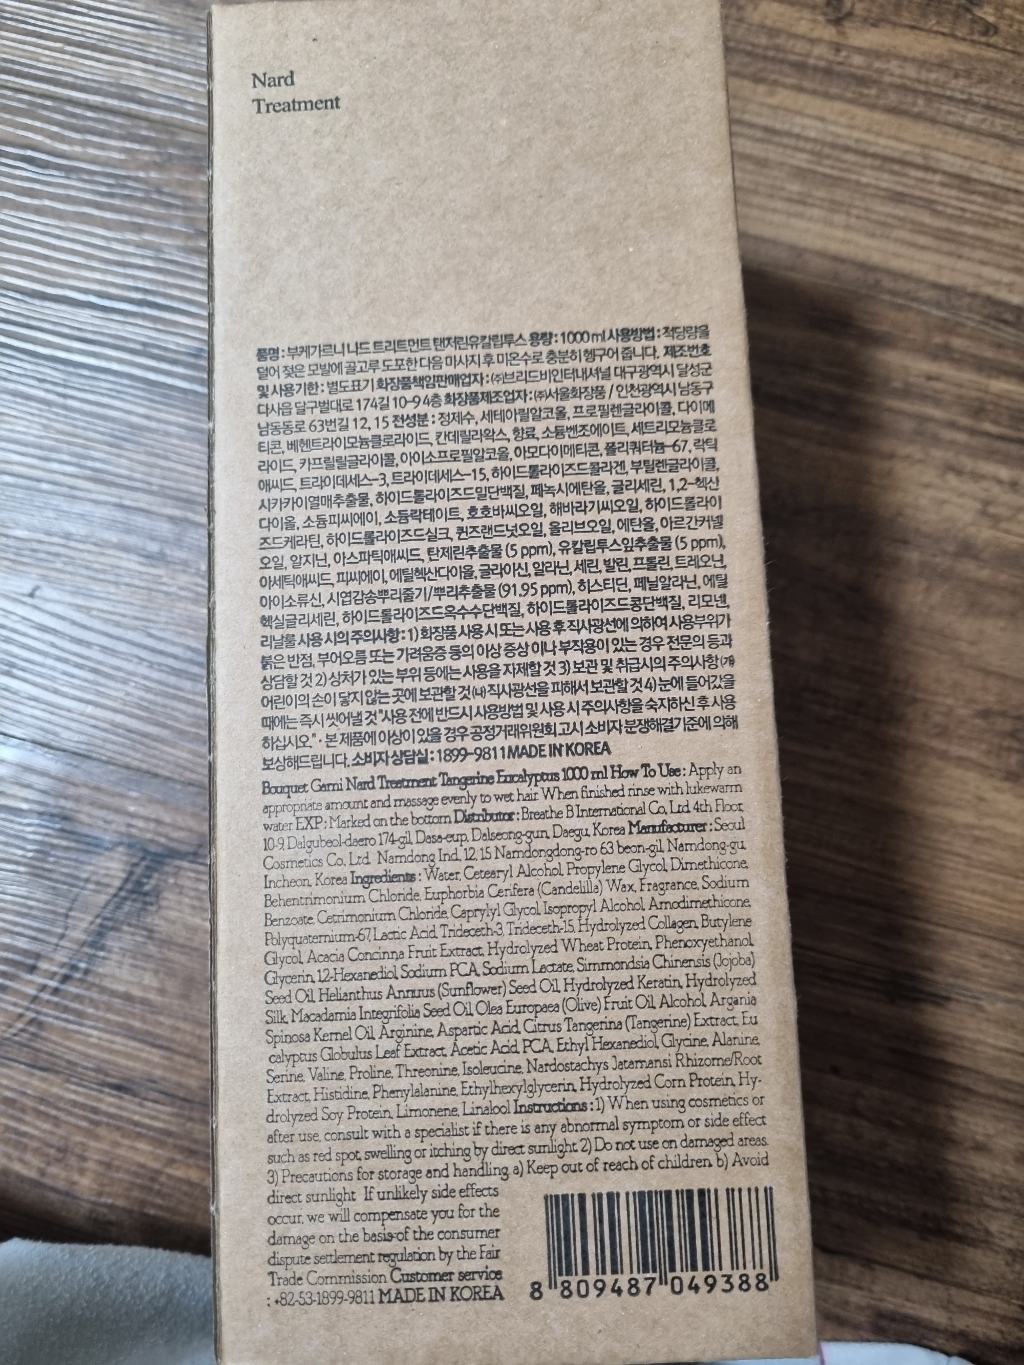 Nard
Treatment
품명 : 부케가르니 나드 트리트먼트 탠저린유칼립투스 용량 : 1000 ml 사용방법 : 적당량을
덜어 젖은 모발에 골고루 도포한 다음 마사지 후 미온수로 충분히 헹구어 줍니다. 제조번호
및 사용기한 : 별도표기 화장품책임판매업자 : ㈜브리드비인터내셔널 대구광역시 달성군
다사읍 달구벌대로 174길 10-9 4층 화장품제조업자 : ㈜서울화장품 / 인천광역시 남동구
남동동로 63번길 12, 15 전성분 : 정제수, 세테아릴알코올, 프로필렌글라이콜, 다이메
티콘, 베헨트라이모늄클로라이드, 칸데릴라왁스, 향료, 소듐벤조에이트, 세트리모늄클로
라이드, 카프릴릴글라이콜, 아이소프로필알코올, 아모다이메티콘, 폴리쿼터늄-67, 락틱
애씨드, 트라이데세스-3, 트라이데세스-15, 하이드롤라이즈드콜라겐, 부틸렌글라이콜,
시카카이열매추출물, 하이드롤라이즈드밀단백질, 페녹시에탄올, 글리세린, 1,2-헥산
다이올, 소듐피씨에이, 소듐락테이트, 호호바씨오일, 해바라기씨오일, 하이드롤라이
즈드케라틴, 하이드롤라이즈드실크, 퀸즈랜드넛오일, 올리브오일, 에탄올, 아르간커넬
오일, 알지닌, 아스파틱애씨드, 탄제린추출물 (5 ppm), 유칼립투스잎추출물 (5 ppm),
아세틱애씨드, 피씨에이, 에틸헥산다이올, 글라이신, 알라닌, 세린, 발린, 프롤린, 트레오닌,
아이소류신, 시엽감송뿌리줄기/뿌리추출물 (91.95 ppm), 히스티딘, 페닐알라닌, 에틸
헥실글리세린, 하이드롤라이즈드옥수수단백질, 하이드롤라이즈드콩단백질, 리모넨,
리날룰 사용 시의 주의사항 : 1) 화장품 사용 시 또는 사용 후 직사광선에 의하여 사용부위가
붉은 반점, 부어오름 또는 가려움증 등의 이상 증상이나 부작용이 있는 경우 전문의 등과
상담할 것 2) 상처가 있는 부위 등에는 사용을 자제할 것 3) 보관 및 취급시의 주의사항 (가)
어린이의 손이 닿지 않는 곳에 보관할 것 (나) 직사광선을 피해서 보관할 것 4) 눈에 들어갔을
때에는 즉시 씻어낼 것 "사용 전에 반드시 사용방법 및 사용 시 주의사항을 숙지하신 후 사용
하십시오." · 본 제품에 이상이 있을 경우 공정거래위원회 고시 소비자 분쟁해결기준에 의해
보상해드립니다. 소비자 상담실 : 1899-9811 MADE IN KOREA
Bouquet Garni Nard Treatment Tangerine Eucalyptus 1000 ml How To Use : Apply an
appropriate amount and massage evenly to wet hair. When finished rinse with lukewarm
water EXP : Marked on the bottom Distributor : Breathe B International Co., Ltd 4th Floor,
10-9, Dalgubeol-daero 174-gil, Dasa-eup, Dalseong-gun, Daegu, Korea Manufacturer : Seoul
Cosmetics Co., Ltd. Namdong Ind, 12, 15 Namdongdong-ro 63 beon-gil, Namdong-gu,
Incheon, Korea Ingredients : Water, Cetearyl Alcohol, Propylene Glycol, Dimethicone,
Behentrimonium Chloride, Euphorbia Cerifera (Candelilla) Wax, Fragrance, Sodium
Benzoate, Cetrimonium Chloride, Caprylyl Glycol, Isopropyl Alcohol, Amodimethicone,
Polyquaternium-67, Lactic Acid, Trideceth-3, Trideceth-15, Hydrolyzed Collagen, Butylene
Glycol, Acacia Concinna Fruit Extract, Hydrolyzed Wheat Protein, Phenoxyethanol,
Glycerin, 1,2-Hexanediol, Sodium PCA, Sodium Lactate, Simmondsia Chinensis (Jojoba)
Seed Oil, Helianthus Annuus (Sunflower) Seed Oil, Hydrolyzed Keratin, Hydrolyzed
Silk, Macadamia Integrifolia Seed Oil, Olea Europaea (Olive) Fruit Oil, Alcohol, Argania
Spinosa Kernel Oil, Arginine, Aspartic Acid, Citrus Tangerina (Tangerine) Extract, Eu
calyptus Globulus Leaf Extract, Acetic Acid, PCA, Ethyl Hexanediol, Glycine, Alanine,
Serine, Valine, Proline, Threonine, Isoleucine, Nardostachys Jatamansi Rhizome/Root
Extract, Histidine, Phenylalanine, Ethylhexylglycerin, Hydrolyzed Corn Protein, Hy-
drolyzed Soy Protein, Limonene, Linalool Instructions : 1) When using cosmetics or
after use, consult with a specialist if there is any abnormal symptom or side effect
such as red spot, swelling or itching by direct sunlight. 2) Do not use on damaged areas.
3) Precautions for storage and handling. a) Keep out of reach of children. b) Avoid
direct sunlight If unlikely side effects
occur, we will compensate you for the
damage on the basis of the consumer
dispute settlement regulation by the Fair
Trade Commission Customer service
: +82-53-1899-9811 MADE IN KOREA
8 809487 049388